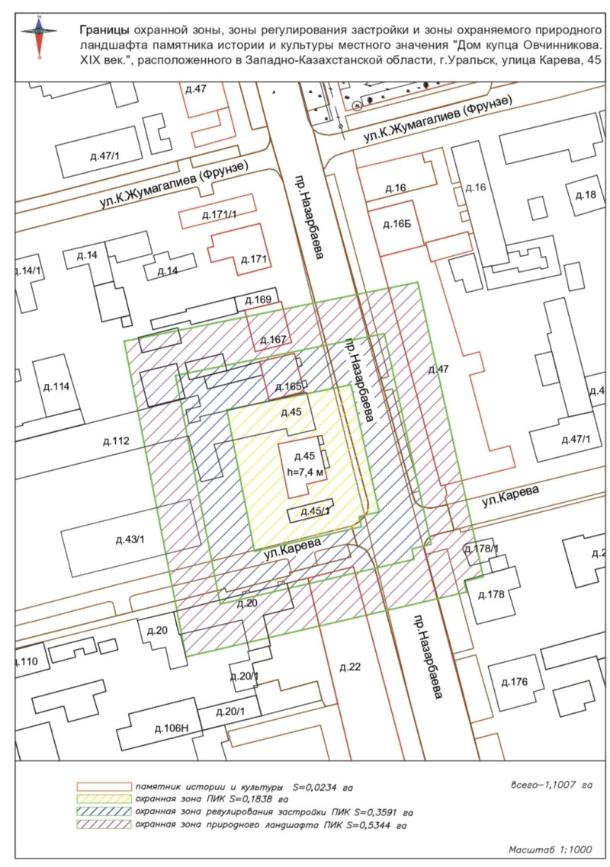 Границы охранной зоны, зоны регулирования застройки и зоны охраняемого природного
ландшафта памятника истории и культуры местного значения "Дом купца Овчинникова.
XIX век.", расположенного в Западно-Казахстанской области, г.Уральск, улица Карева, 45
д.47
ул.К.Жумагалиев (Фрунзе)
д.47/1
ул.К.Жумагалиев (Фрунзе)
пр.Назарбаева
д.16
д.16
д.18
д.171/1
д.16Б
д.171
д.14
д.14/1
д.14
д.169
д.167
пр.Назарбаева
д.47
д.114
д.165
д.4
д.45
д.112
д.47/1
д.45
h=7,4 м
ул.Карева
д.45/1
д.43/1
ул.Карева
д.178/1
д.2
д.178
д.20
д.20
пр.Назарбаева
д.110
д.22
д.20/1
д.176
д.20/1
д.106Н
памятник истории и культуры S=0,0234 га
всего-1,1007 га
охранная зона ПИК S=0,1838 га
охранная зона регулирования застройки ПИК S=0,3591 га
охранная зона природного ландшафта ПИК S=0,5344 га
Масштаб 1:1000